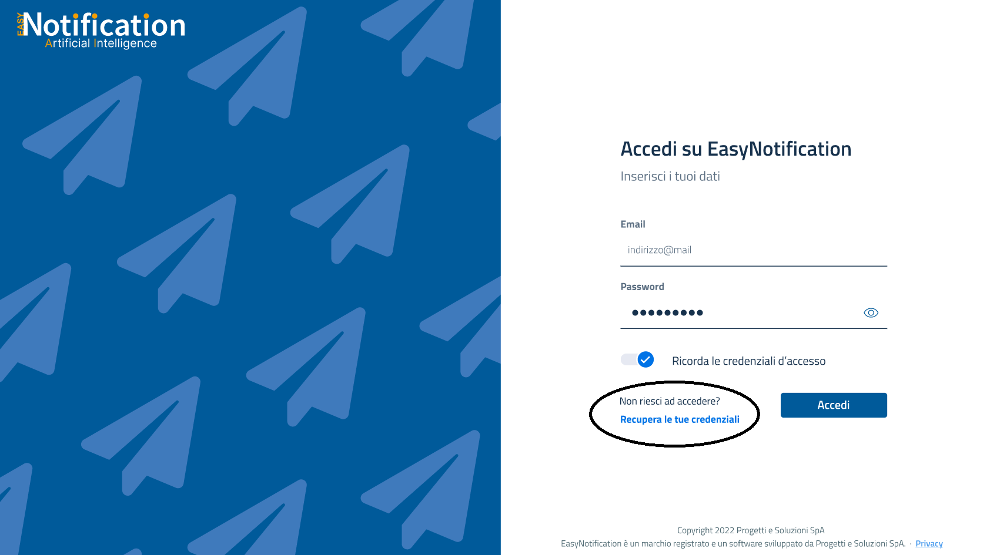 EASY
Notification
Artificial Intelligence
Accedi su EasyNotification
Inserisci i tuoi dati
Email
indirizzo@mail
Password
Ricorda le credenziali d’accesso
Non riesci ad accedere?
Recupera le tue credenziali
Accedi
Copyright 2022 Progetti e Soluzioni SpA
EasyNotification è un marchio registrato e un software sviluppato da Progetti e Soluzioni SpA. · Privacy